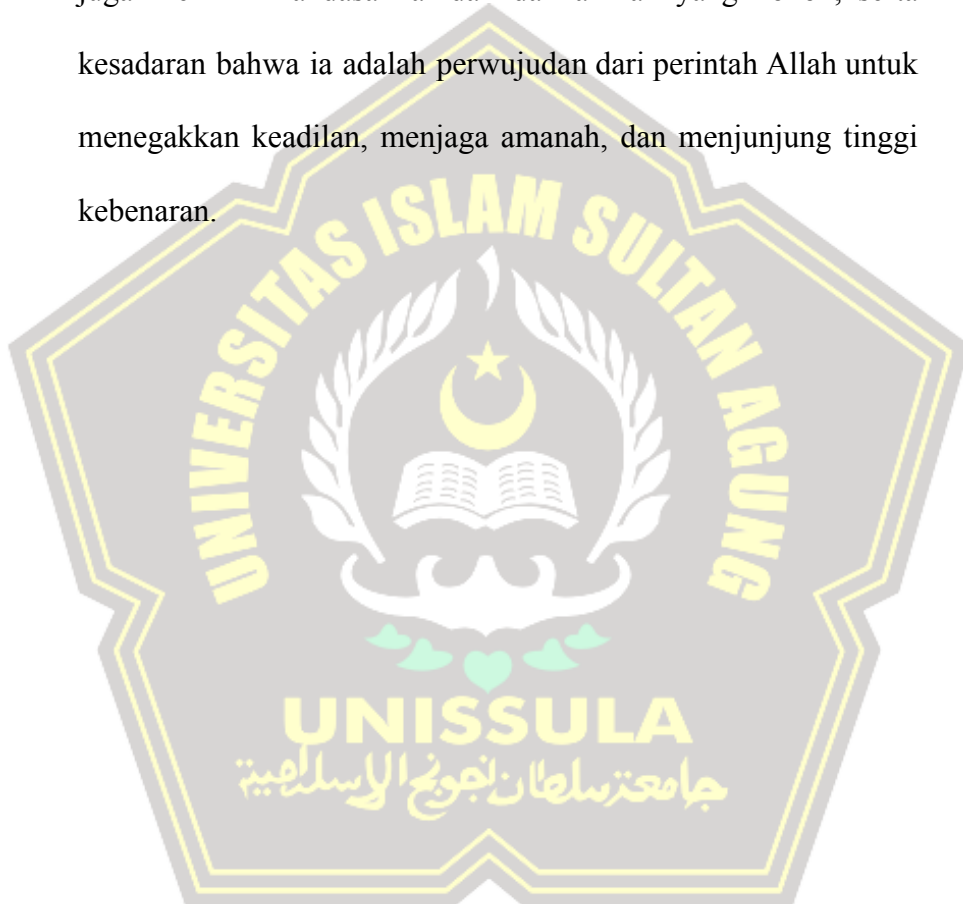 kesadaran bahwa ia adalah perwujudan dari perintah Allah untuk
menegakkan keadilan, menjaga amanah, dan menjunjung tinggi
kebenaran.
UNIVERSITAS ISLAM SULTAN AGUNG
UNISSULA
جامعة سلطان أجونج الإسلامية